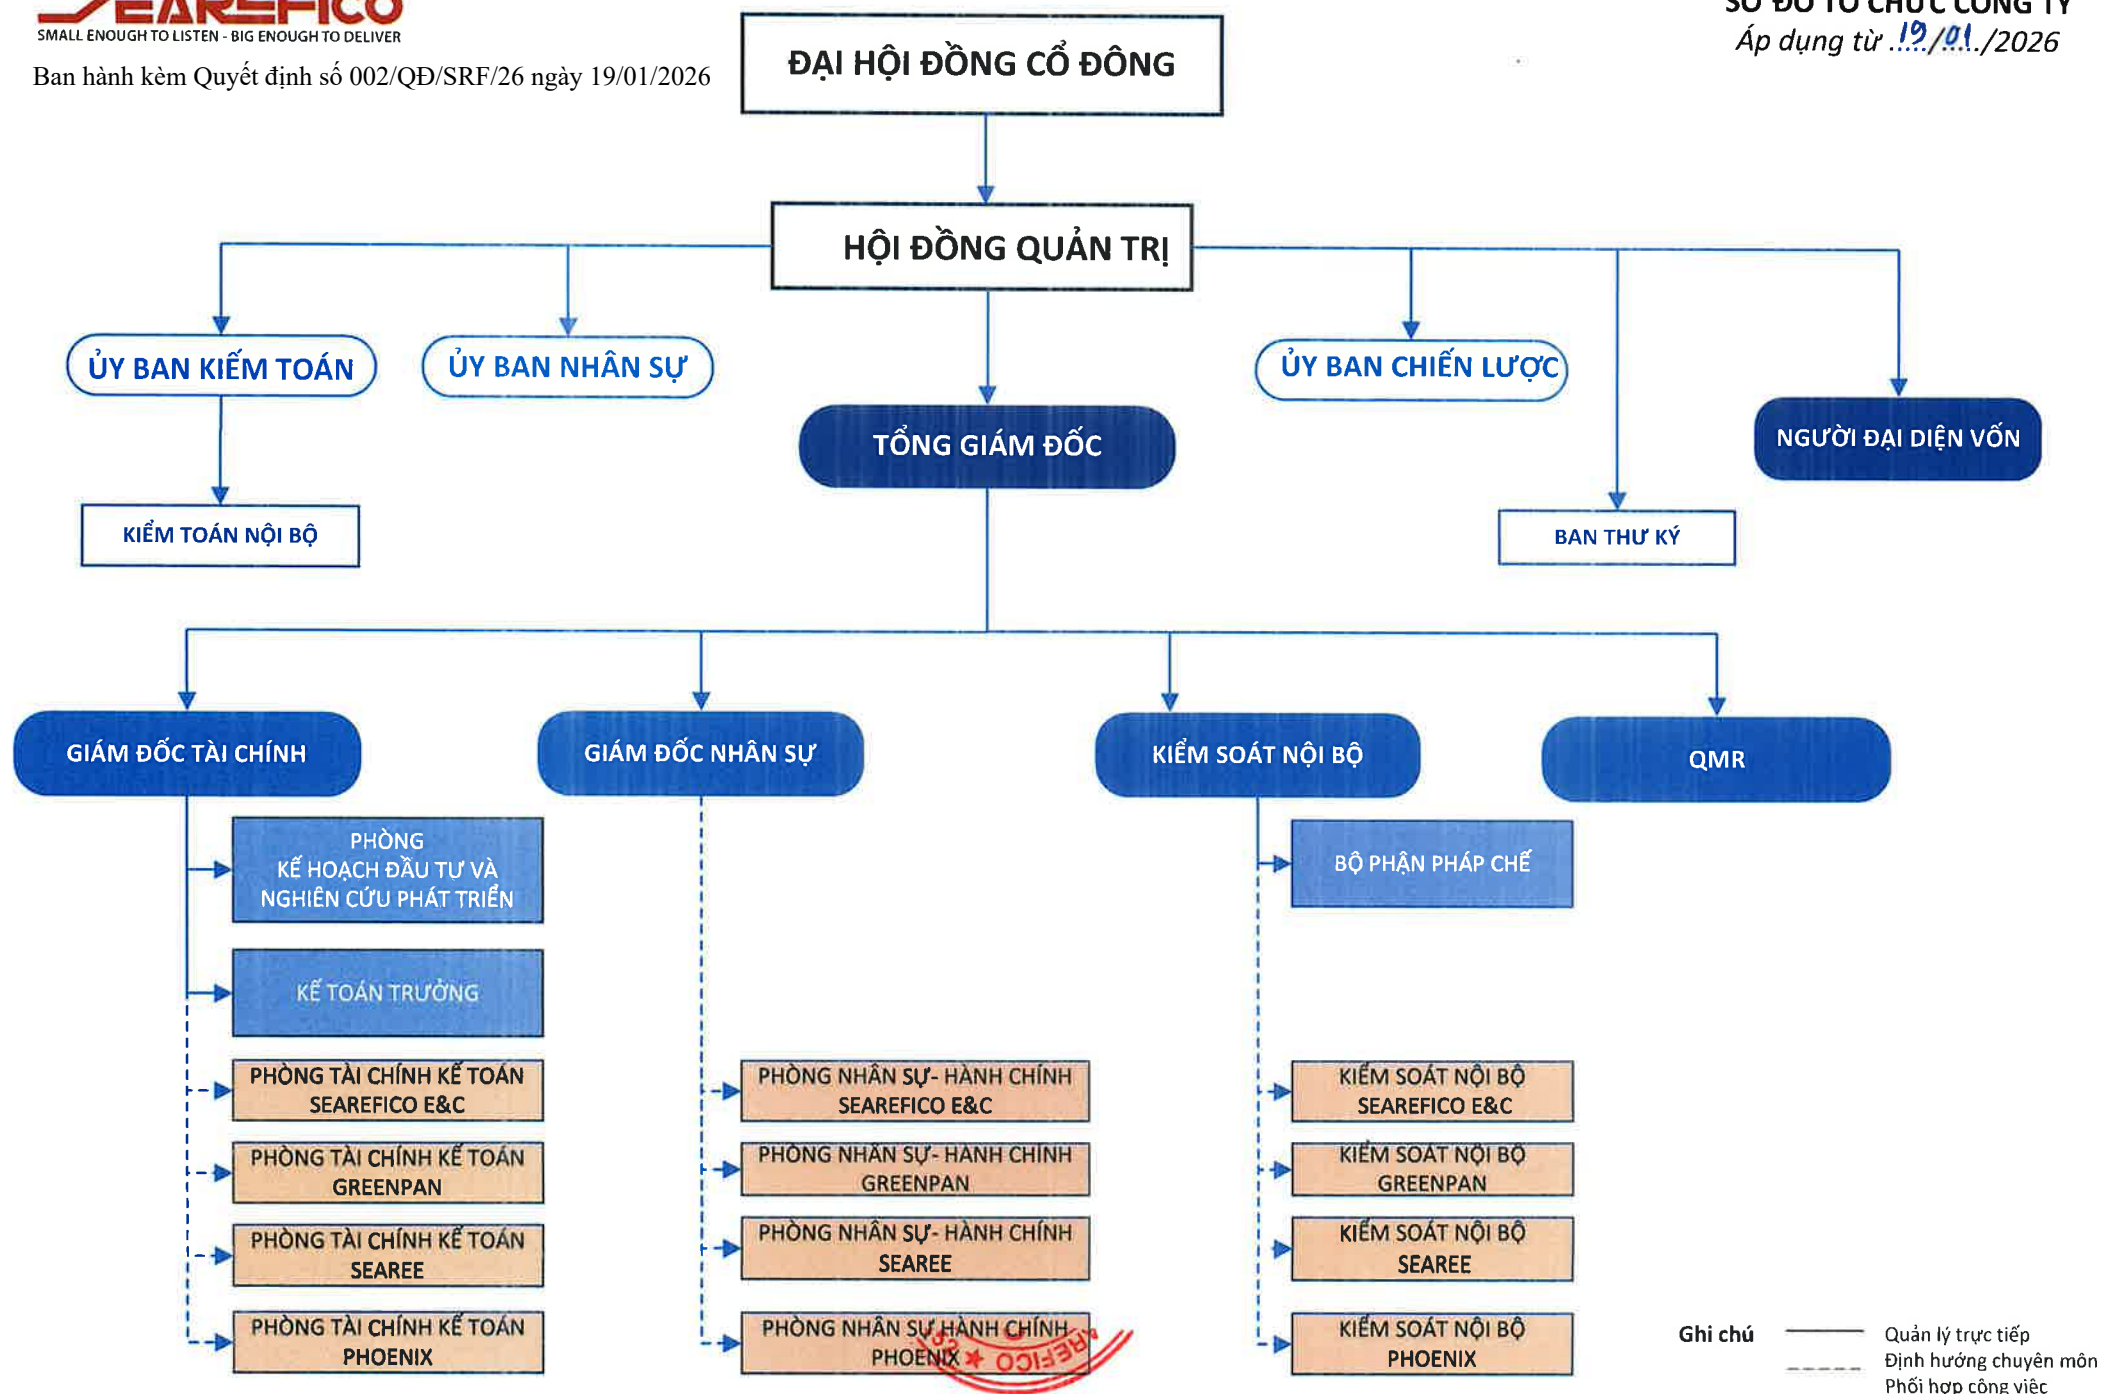 SEAREFICO
SMALL ENOUGH TO LISTEN - BIG ENOUGH TO DELIVER
Ban hành kèm Quyết định số 002/QĐ/SRF/26 ngày 19/01/2026
SƠ ĐỒ TỔ CHỨC CÔNG TY
Áp dụng từ 19/01/2026
ĐẠI HỘI ĐỒNG CỔ ĐÔNG
HỘI ĐỒNG QUẢN TRỊ
ỦY BAN KIỂM TOÁN
ỦY BAN NHÂN SỰ
ỦY BAN CHIẾN LƯỢC
TỔNG GIÁM ĐỐC
NGƯỜI ĐẠI DIỆN VỐN
KIỂM TOÁN NỘI BỘ
BAN THƯ KÝ
GIÁM ĐỐC TÀI CHÍNH
GIÁM ĐỐC NHÂN SỰ
KIỂM SOÁT NỘI BỘ
QMR
PHÒNG
KẾ HOẠCH ĐẦU TƯ VÀ
NGHIÊN CỨU PHÁT TRIỂN
BỘ PHẬN PHÁP CHẾ
KẾ TOÁN TRƯỞNG
PHÒNG TÀI CHÍNH KẾ TOÁN
SEAREFICO E&C
PHÒNG NHÂN SỰ- HÀNH CHÍNH
SEAREFICO E&C
KIỂM SOÁT NỘI BỘ
SEAREFICO E&C
PHÒNG TÀI CHÍNH KẾ TOÁN
GREENPAN
PHÒNG NHÂN SỰ- HÀNH CHÍNH
GREENPAN
KIỂM SOÁT NỘI BỘ
GREENPAN
PHÒNG TÀI CHÍNH KẾ TOÁN
SEAREE
PHÒNG NHÂN SỰ- HÀNH CHÍNH
SEAREE
KIỂM SOÁT NỘI BỘ
SEAREE
PHÒNG TÀI CHÍNH KẾ TOÁN
PHOENIX
PHÒNG NHÂN SỰ HÀNH CHÍNH
PHOENIX
KIỂM SOÁT NỘI BỘ
PHOENIX
Ghi chú
Quản lý trực tiếp
Định hướng chuyên môn
Phối hợp công việc